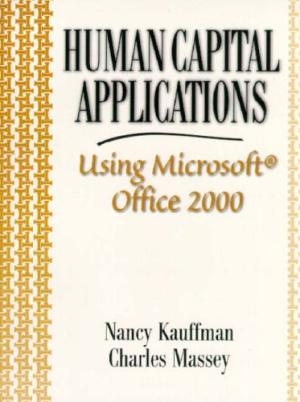 HUMAN CAPITAL
APPLICATIONS
Using Microsoft®
Office 2000
Nancy Kauffman
Charles Massey